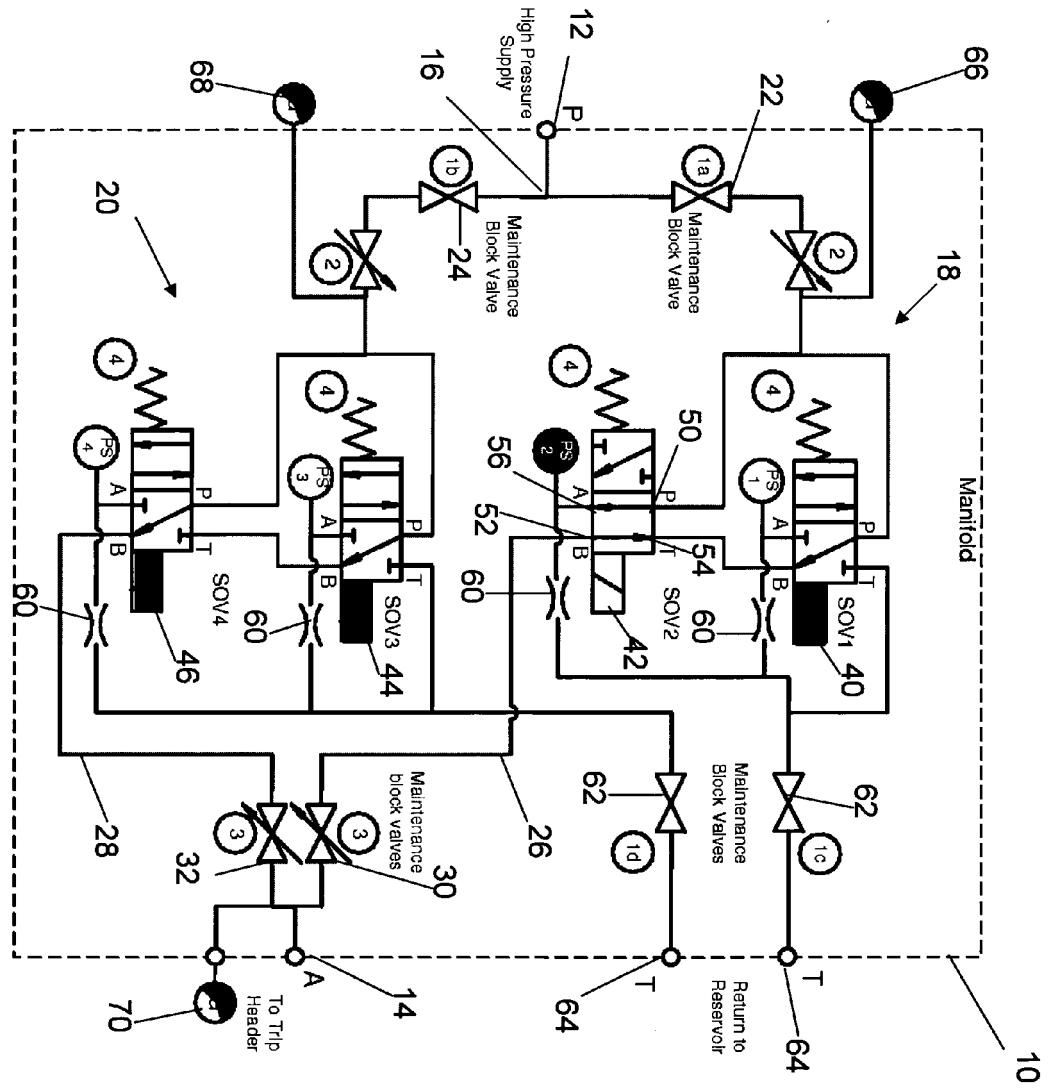 10
66
Manifold
18
12
High Pressure
Supply
P
16
22
1a
Maintenance
Block Valve
2
1b
24
Maintenance
Block Valve
2
68
20
4
PS
1
A
P
B
T
SOV1
40
60
4
PS
2
A
50
56
52
54
B
T
SOV2
42
60
4
PS
3
A
P
B
T
SOV3
44
60
4
PS
4
A
P
B
T
SOV4
46
60
62
1c
Maintenance
Block Valves
62
1d
T
64
Return to
Reservoir
T
64
26
Maintenance
block valves
3
30
3
32
28
A
14
To Trip
Header
70